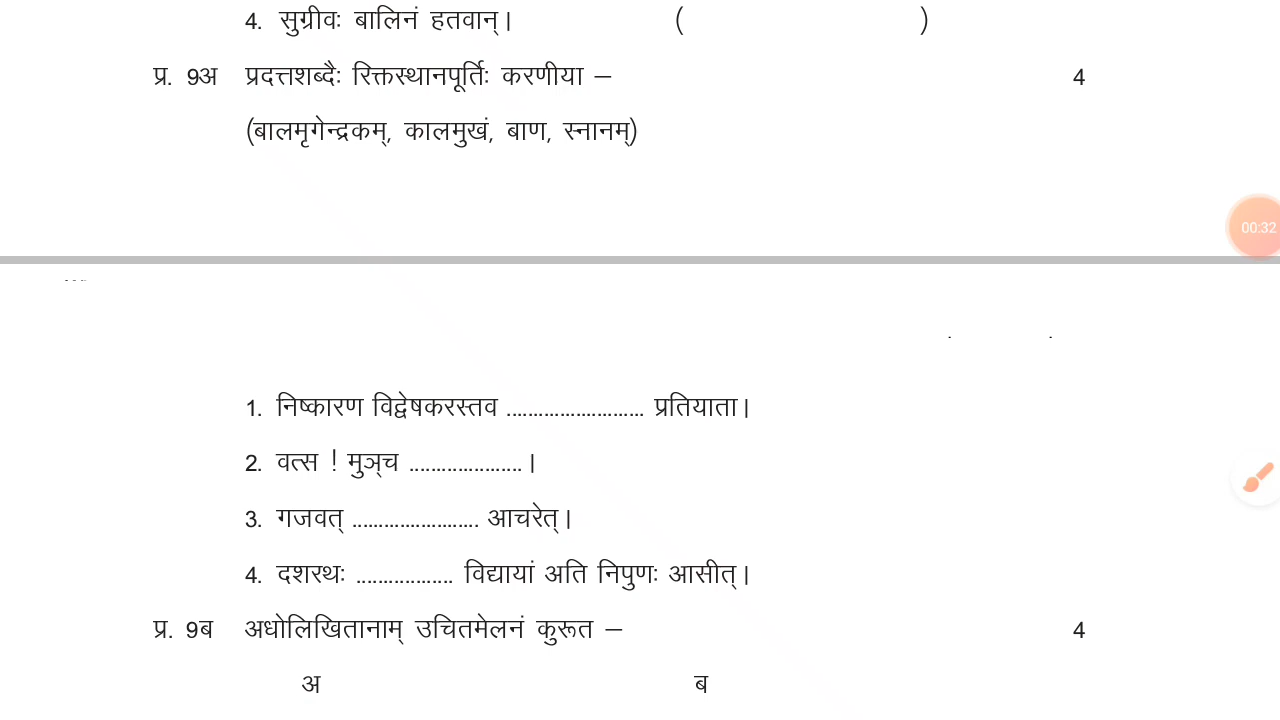 4. सुग्रीवः बालिनं हतवान्। ( )
प्र. 9अ प्रदत्तशब्दैः रिक्तस्थानपूर्तिः करणीया – 4
(बालमृगेन्द्रकम्, कालमुखं, बाण, स्नानम्)
00:32
1. निष्कारण विद्वेषकरस्तव ......................... प्रतियाता।
2. वत्स ! मुञ्च .....................।
3. गजवत् ........................ आचरेत्।
4. दशरथः .................. विद्यायां अति निपुणः आसीत्।
प्र. 9ब अधोलिखितानाम् उचितमेलनं कुरूत – 4
अ ब